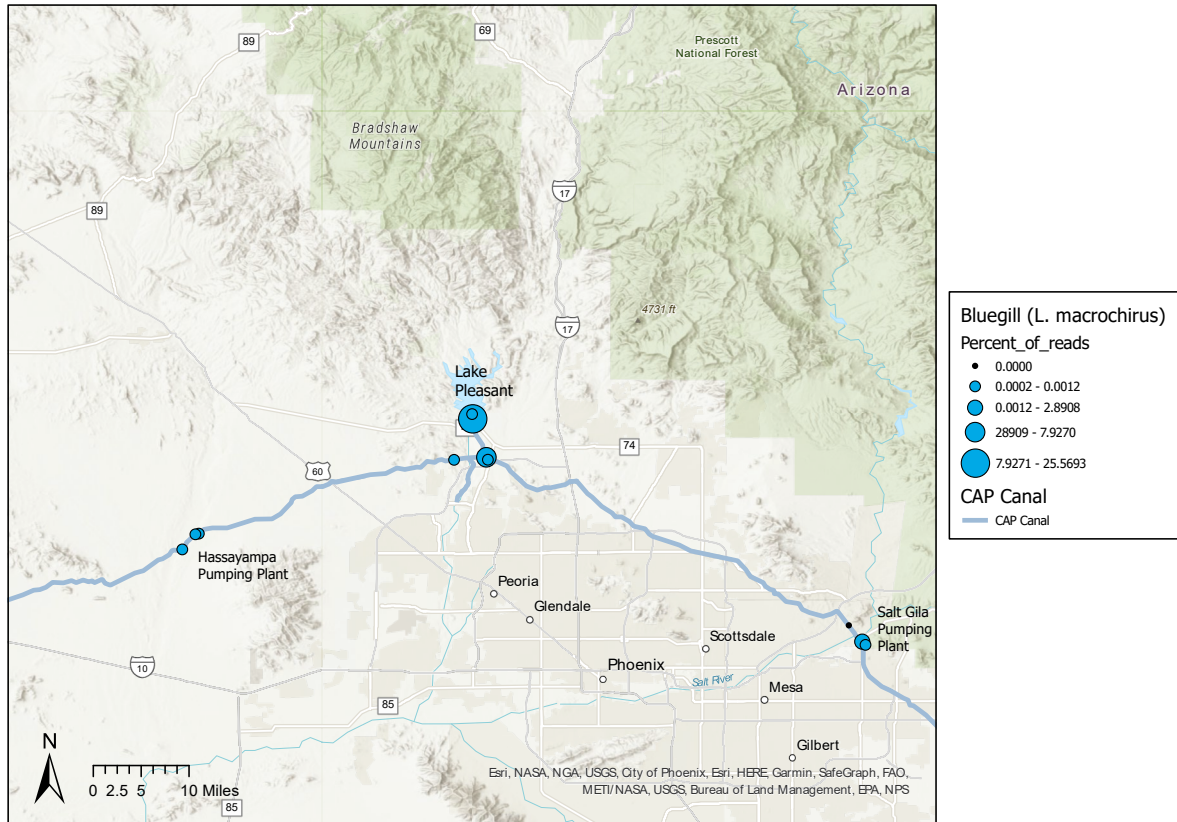 89
69
Prescott
National Forest
Arizona
Bradshaw
Mountains
17
89
4731 ft
17
Lake
Pleasant
74
60
Hassayampa
Pumping Plant
Peoria
Glendale
Salt Gila
Pumping
Plant
Scottsdale
Phoenix
10
Salt River
Mesa
85
Gilbert
N
0 2.5 5 10 Miles
85
Esri, NASA, NGA, USGS, City of Phoenix, Esri, HERE, Garmin, SafeGraph, FAO,
METI/NASA, USGS, Bureau of Land Management, EPA, NPS
Bluegill (L. macrochirus)
Percent_of_reads
0.0000
0.0002 - 0.0012
0.0012 - 2.8908
28909 - 7.9270
7.9271 - 25.5693
CAP Canal
CAP Canal